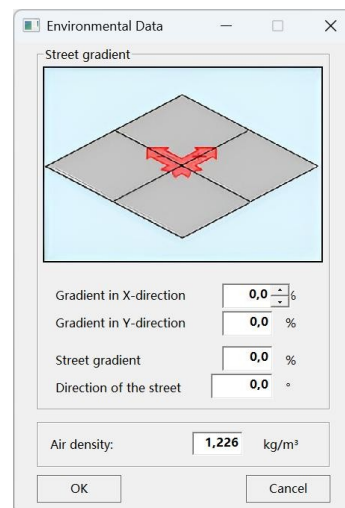 Environmental Data
Street gradient
Gradient in X-direction 0,0 %
Gradient in Y-direction 0,0 %
Street gradient 0,0 %
Direction of the street 0,0 °
Air density: 1,226 kg/m³
OK Cancel